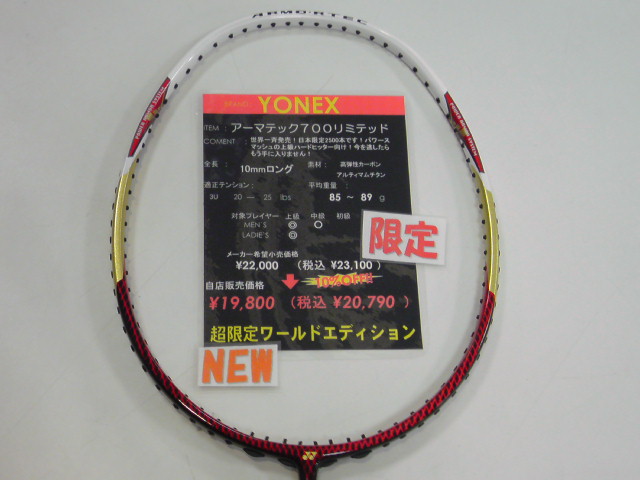 ARMORTEC
POWER ARMOR SYSTEM
POWER ARMOR SYSTEM
BRAND YONEX
ITEM : アーマテック700リミテッド
COMENT : 世界一斉発売!日本限定2500本です!パワース
マッシュの上級ハードヒッター向け!今を逃したら
もう手に入りません!
全長 : 10mmロング 素材: 高弾性カーボン
アルティマムチタン
適正テンション: 平均重量:
3U 20 ー 25 lbs 85 ~ 89 g
対象プレイヤー 上級 中級 初級
MEN'S ◎ ○
LADIE'S ◎
限定
メーカー希望小売価格
¥22,000 (税込 ¥23,100 )
10%OFF!!
自店販売価格
¥19,800 (税込 ¥20,790 )
超限定ワールドエディション
NEW